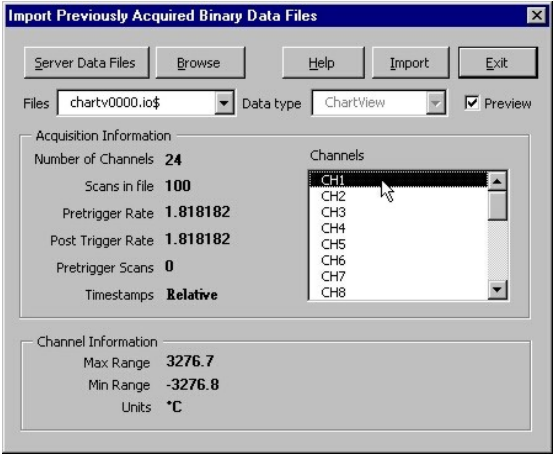 Import Previously Acquired Binary Data Files
Server Data Files Browse Help Import Exit
Files chartv0000.io$ Data type ChartView Preview
Acquisition Information
Number of Channels 24
Scans in file 100
Pretrigger Rate 1.818182
Post Trigger Rate 1.818182
Pretrigger Scans 0
Timestamps Relative
Channels
CH1
CH2
CH3
CH4
CH5
CH6
CH7
CH8
Channel Information
Max Range 3276.7
Min Range -3276.8
Units °C